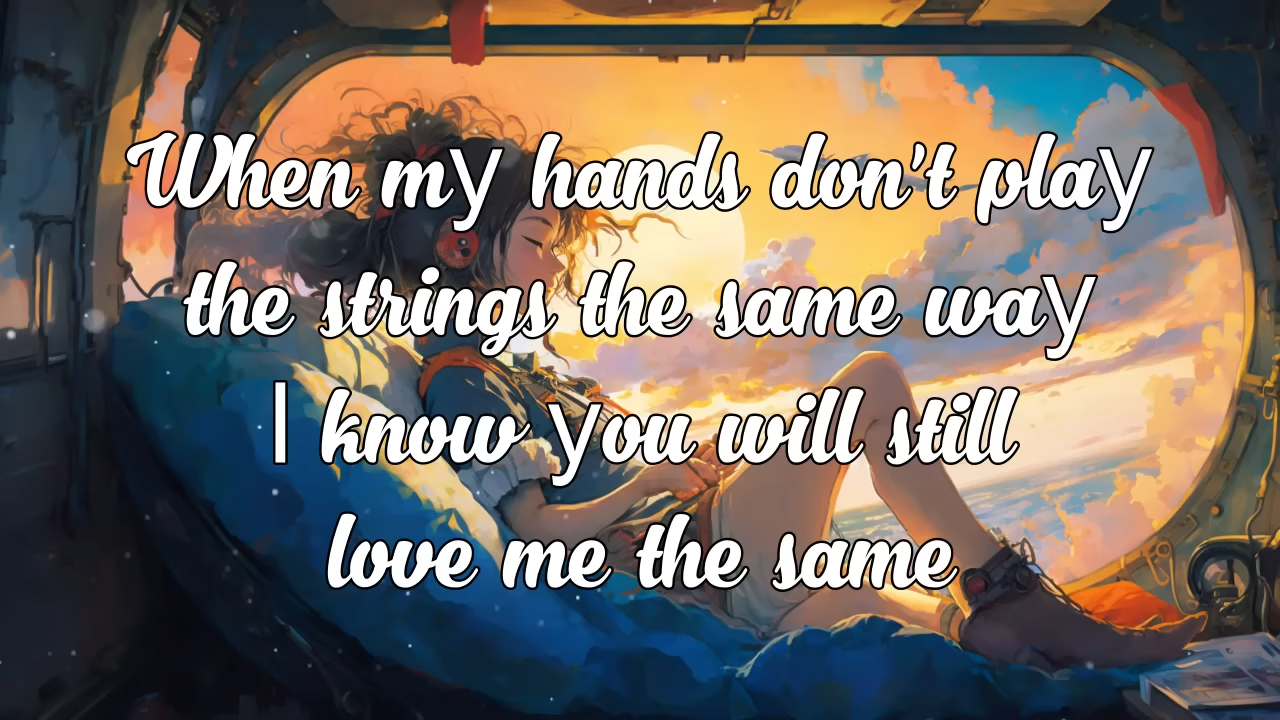 When my hands don't play
the strings the same way
I know you will still
love me the same